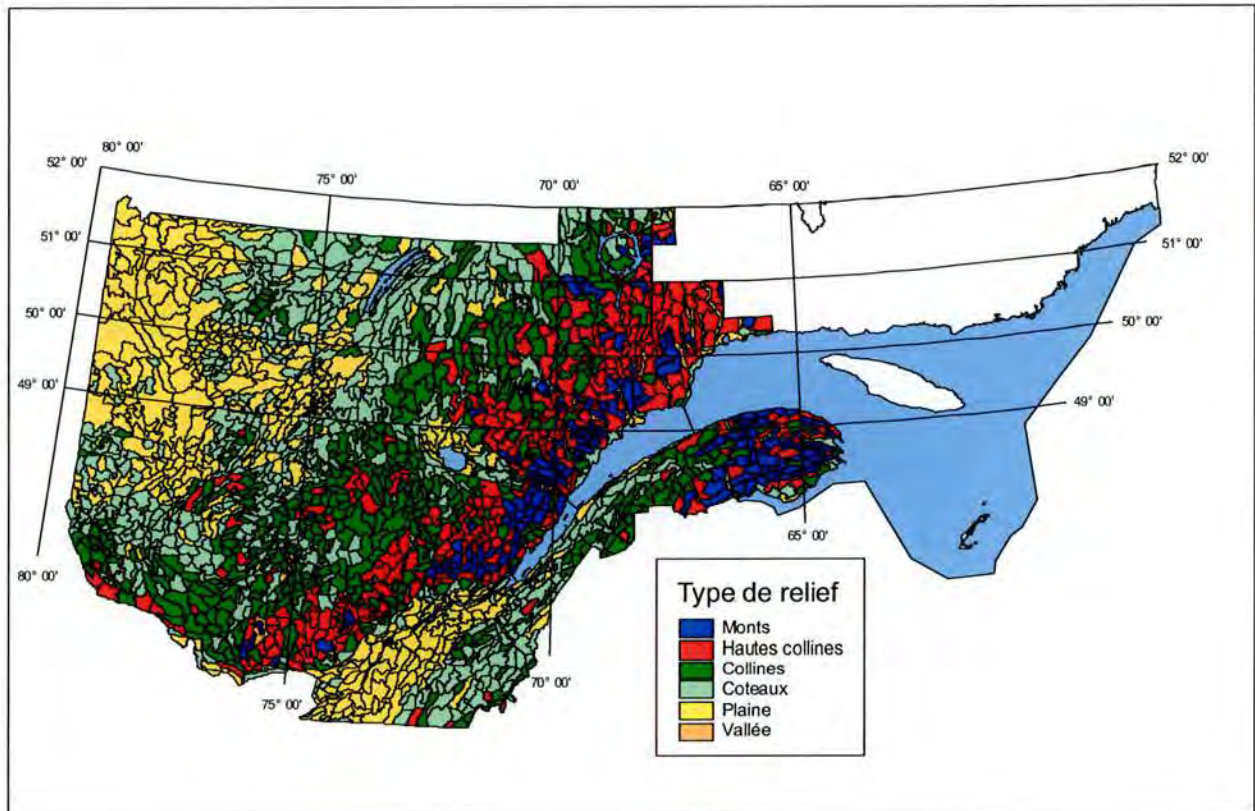 80° 00'
52° 00'
75° 00'
70° 00'
65° 00'
52° 00'
51° 00'
51° 00'
50° 00'
50° 00'
49° 00'
49° 00'
80° 00'
65° 00'
70° 00'
75° 00'
Type de relief
Monts
Hautes collines
Collines
Coteaux
Plaine
Vallée